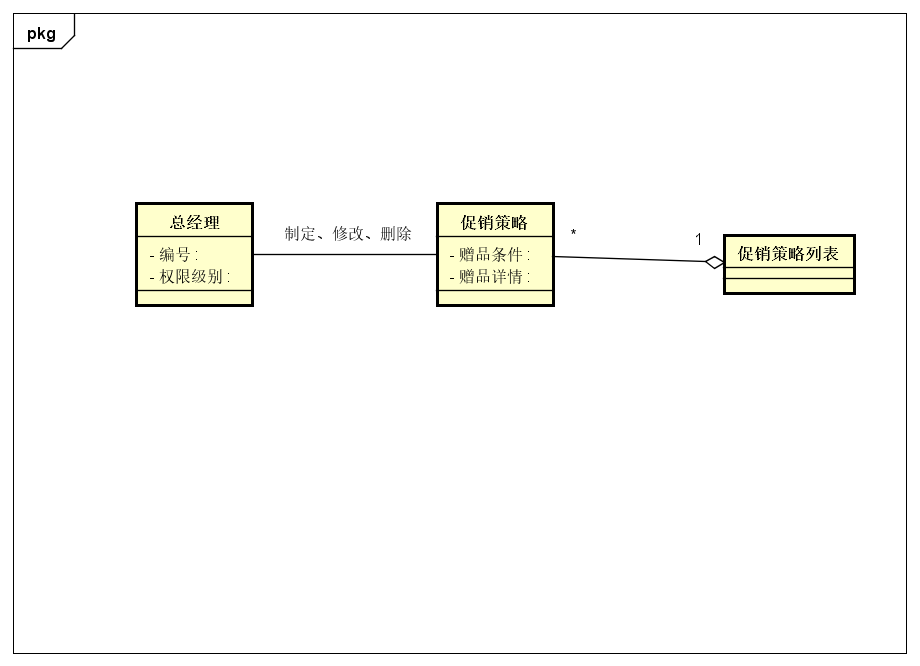 pkg
总经理
- 编号 :
- 权限级别 :
制定、修改、删除
促销策略
- 赠品条件 :
- 赠品详情 :
*
1
促销策略列表